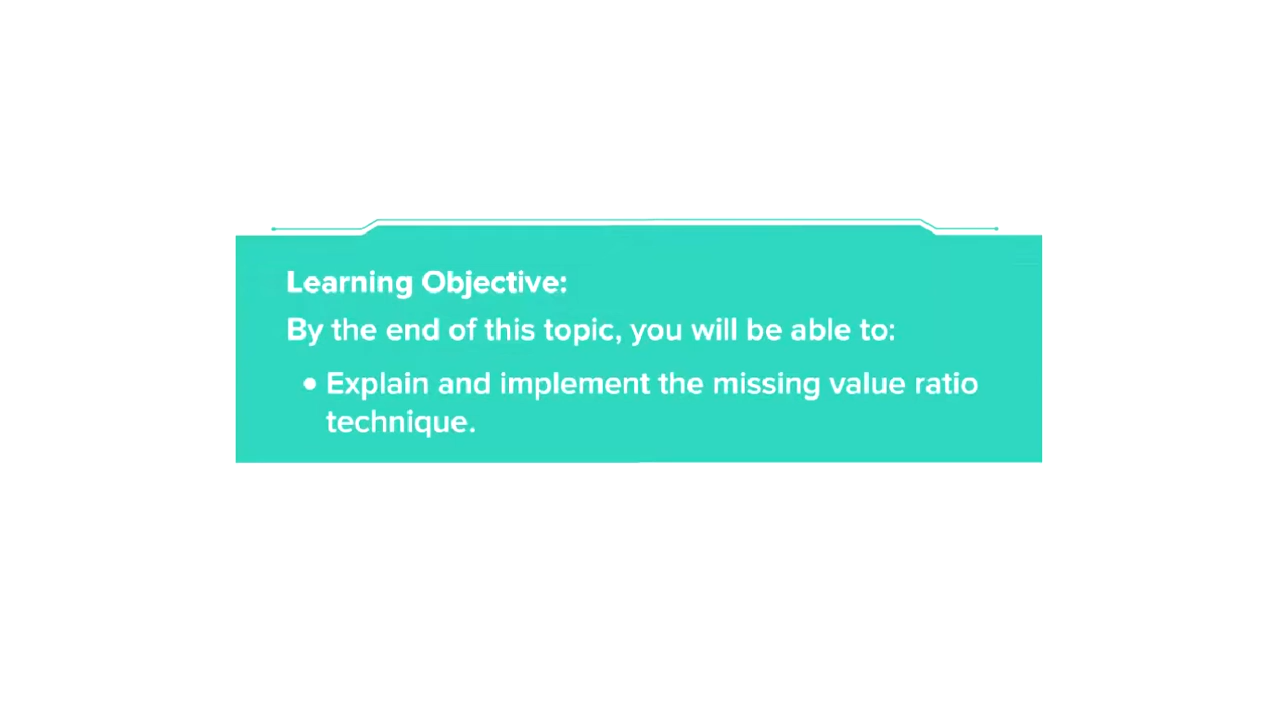 Learning Objective:
By the end of this topic, you will be able to:
• Explain and implement the missing value ratio
technique.